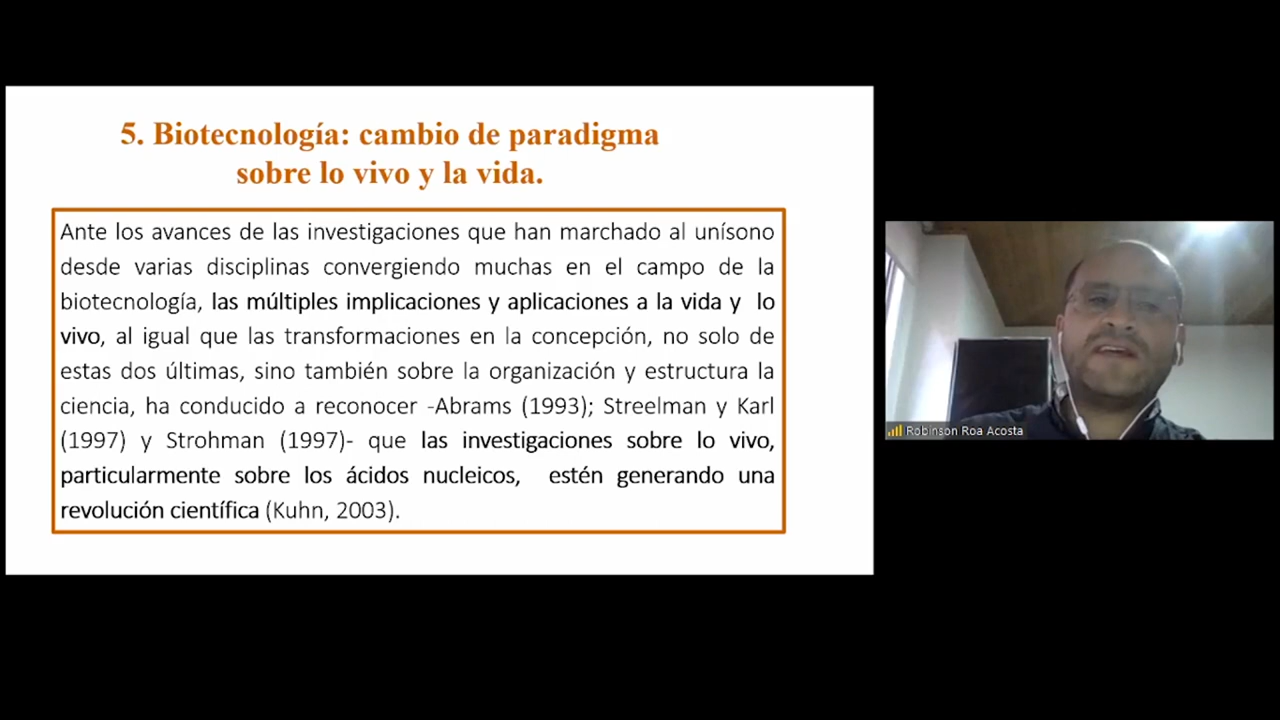 5. Biotecnología: cambio de paradigma
sobre lo vivo y la vida.
Ante los avances de las investigaciones que han marchado al unísono
desde varias disciplinas convergiendo muchas en el campo de la
biotecnología, las múltiples implicaciones y aplicaciones a la vida y lo
vivo, al igual que las transformaciones en la concepción, no solo de
estas dos últimas, sino también sobre la organización y estructura la
ciencia, ha conducido a reconocer -Abrams (1993); Streelman y Karl
(1997) y Strohman (1997)- que las investigaciones sobre lo vivo,
particularmente sobre los ácidos nucleicos, estén generando una
revolución científica (Kuhn, 2003).
Robinson Roa Acosta